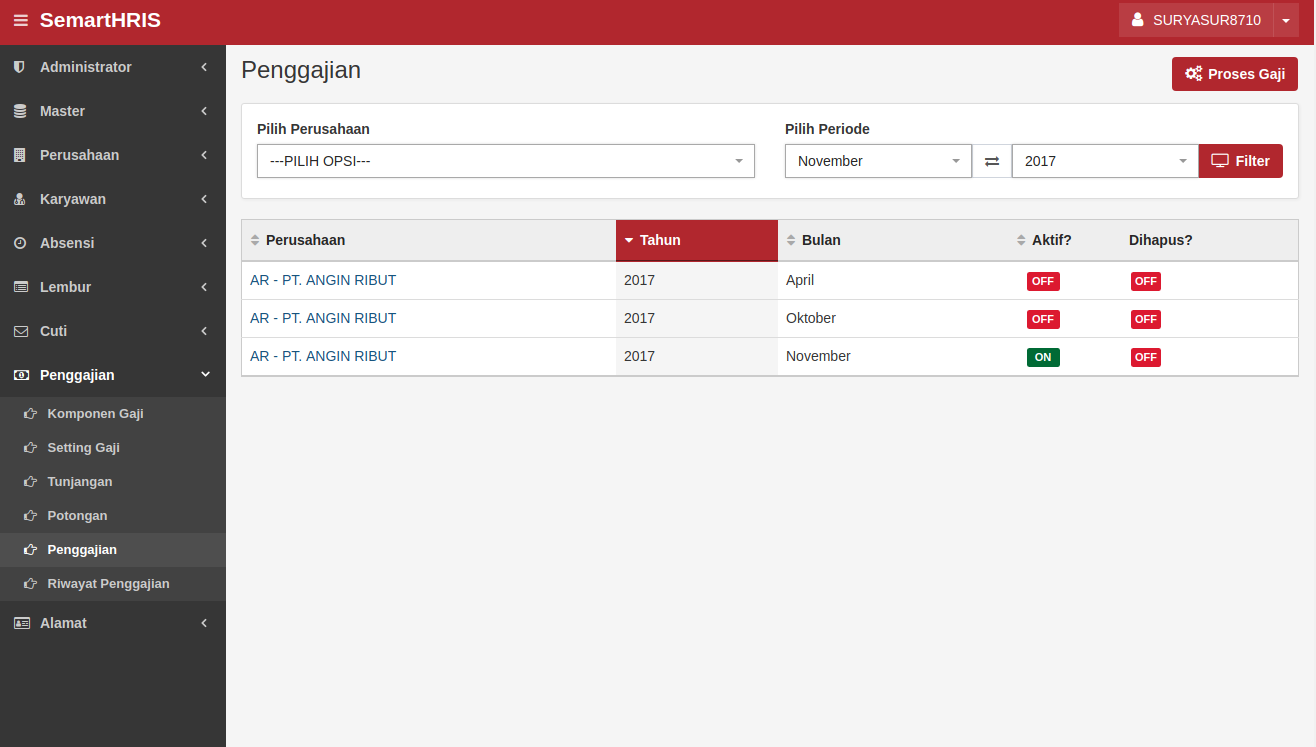 SemartHRIS
SURYASUR8710
Administrator
Master
Perusahaan
Karyawan
Absensi
Lembur
Cuti
Penggajian
Komponen Gaji
Setting Gaji
Tunjangan
Potongan
Penggajian
Riwayat Penggajian
Alamat
Penggajian
Proses Gaji
Pilih Perusahaan
Pilih Periode
---PILIH OPSI---
November
2017
Filter
Perusahaan Tahun Bulan Aktif? Dihapus?
AR - PT. ANGIN RIBUT 2017 April OFF OFF
AR - PT. ANGIN RIBUT 2017 Oktober OFF OFF
AR - PT. ANGIN RIBUT 2017 November ON OFF